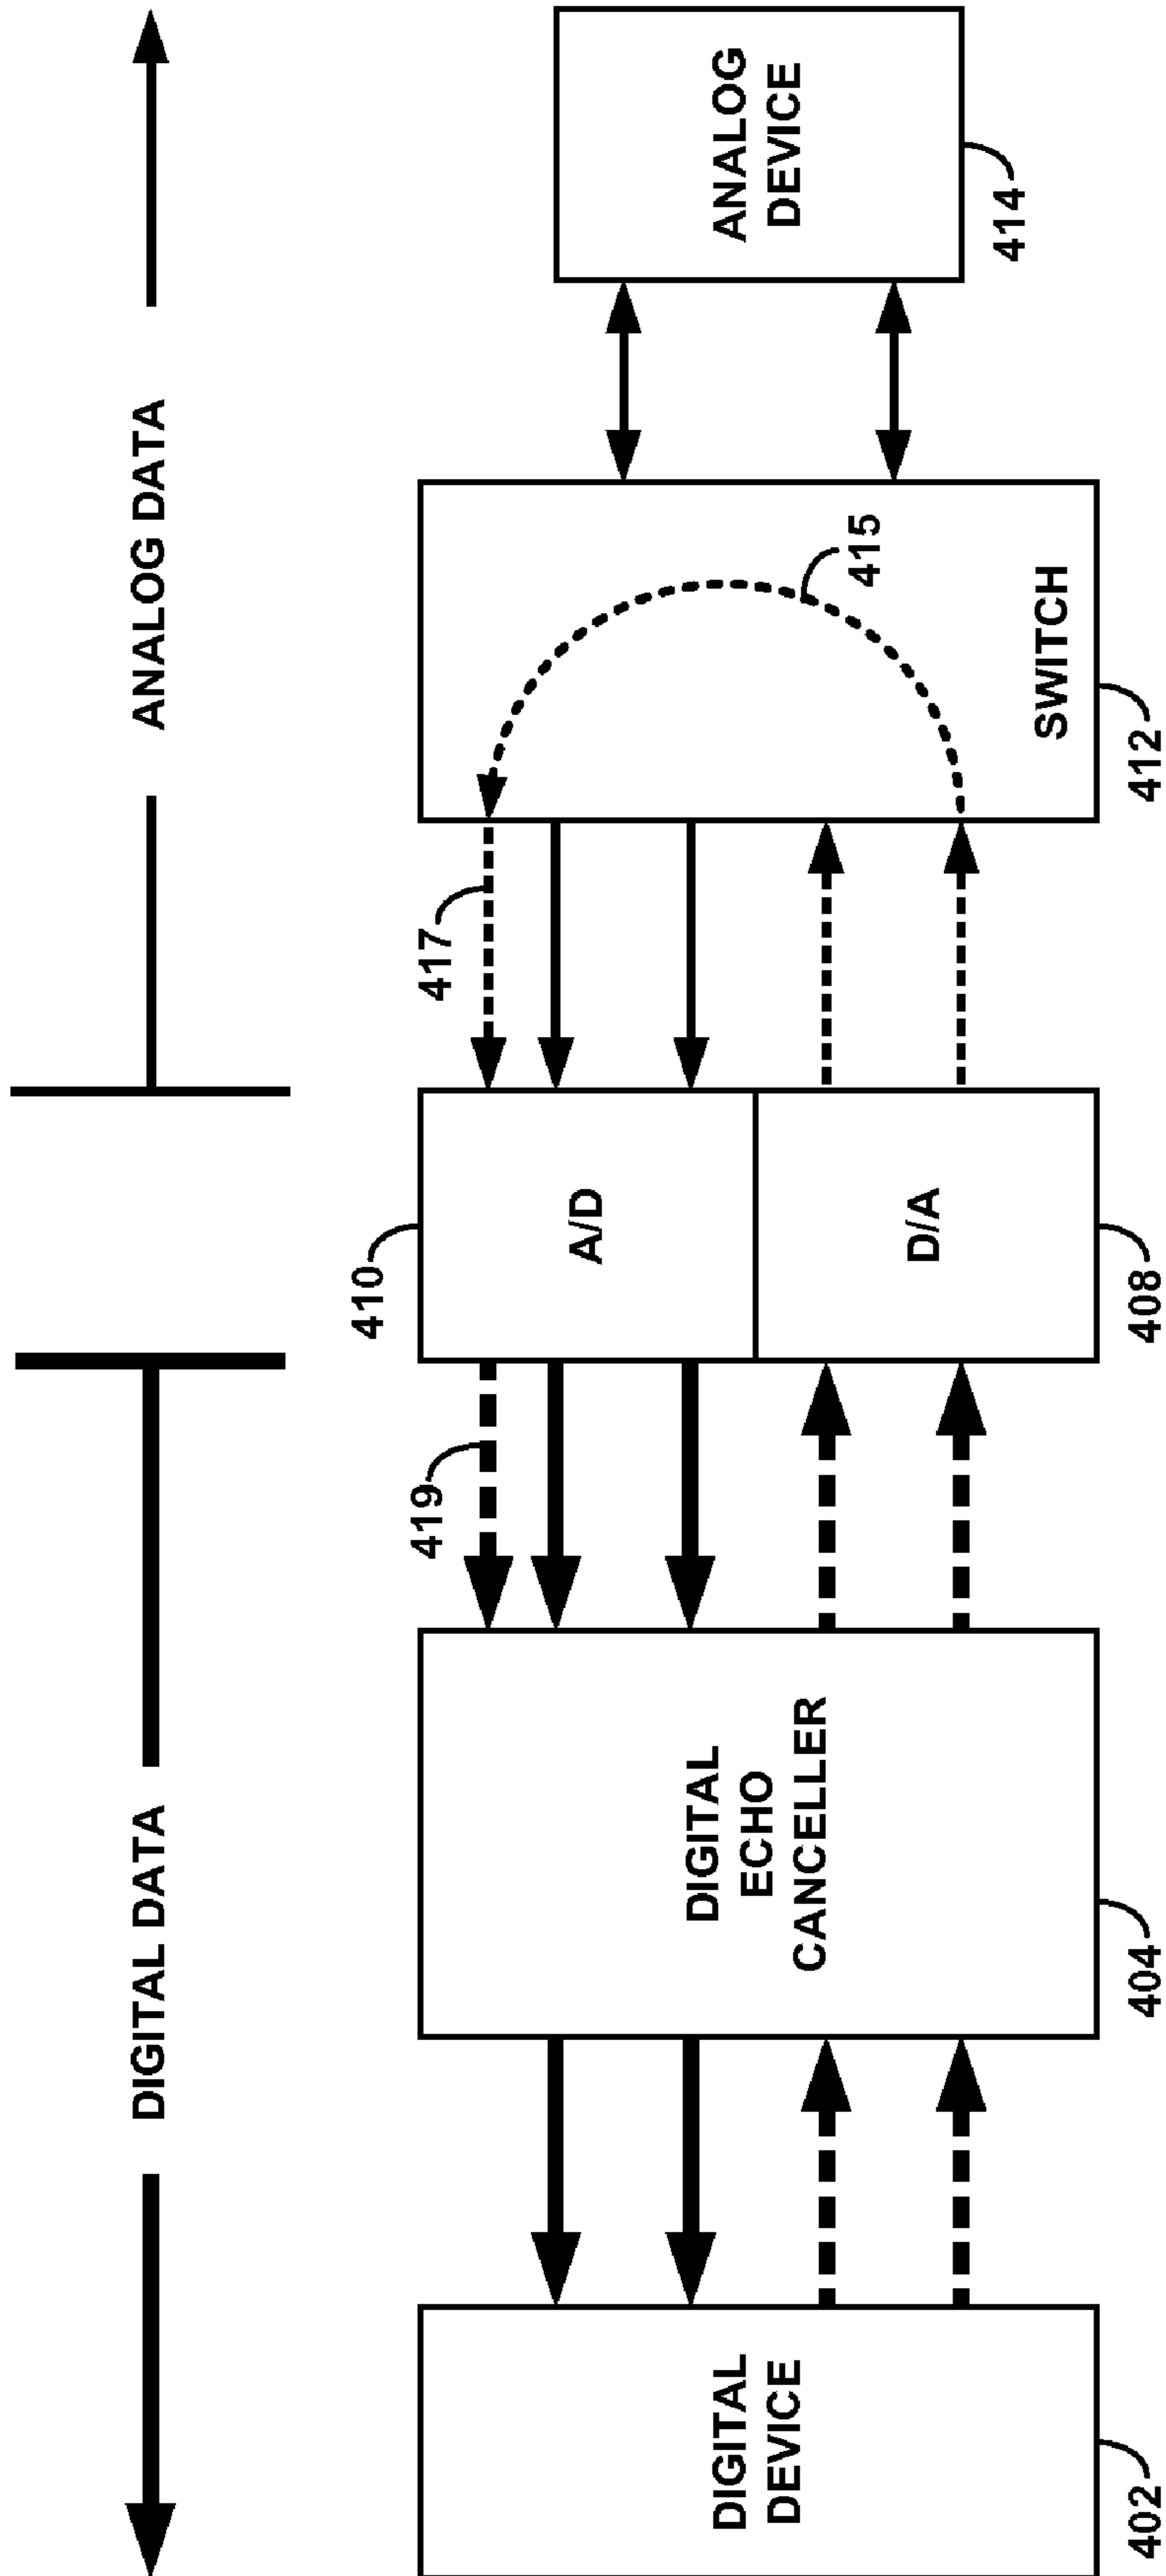 DIGITAL DATA
ANALOG DATA
410
419
417
DIGITAL
DEVICE
DIGITAL
ECHO
CANCELLER
A/D
D/A
415
SWITCH
ANALOG
DEVICE
414
402
404
408
412